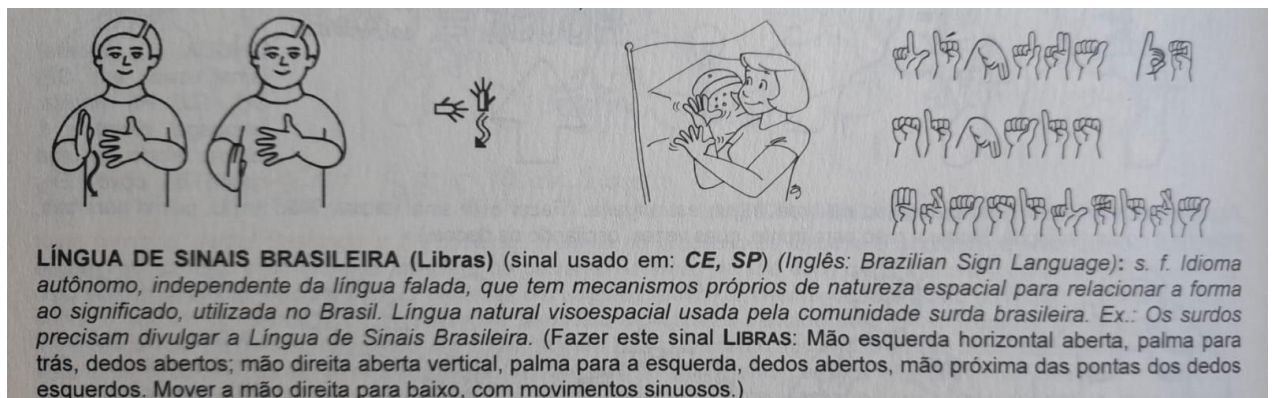 LÍNGUA DE SINAIS BRASILEIRA (Libras) (sinal usado em: CE, SP) (Inglês: Brazilian Sign Language): s. f. Idioma
autônomo, independente da língua falada, que tem mecanismos próprios de natureza espacial para relacionar a forma
ao significado, utilizada no Brasil. Língua natural visoespacial usada pela comunidade surda brasileira. Ex.: Os surdos
precisam divulgar a Língua de Sinais Brasileira. (Fazer este sinal LIBRAS: Mão esquerda horizontal aberta, palma para
trás, dedos abertos; mão direita aberta vertical, palma para a esquerda, dedos abertos, mão próxima das pontas dos dedos
esquerdos. Mover a mão direita para baixo, com movimentos sinuosos.)